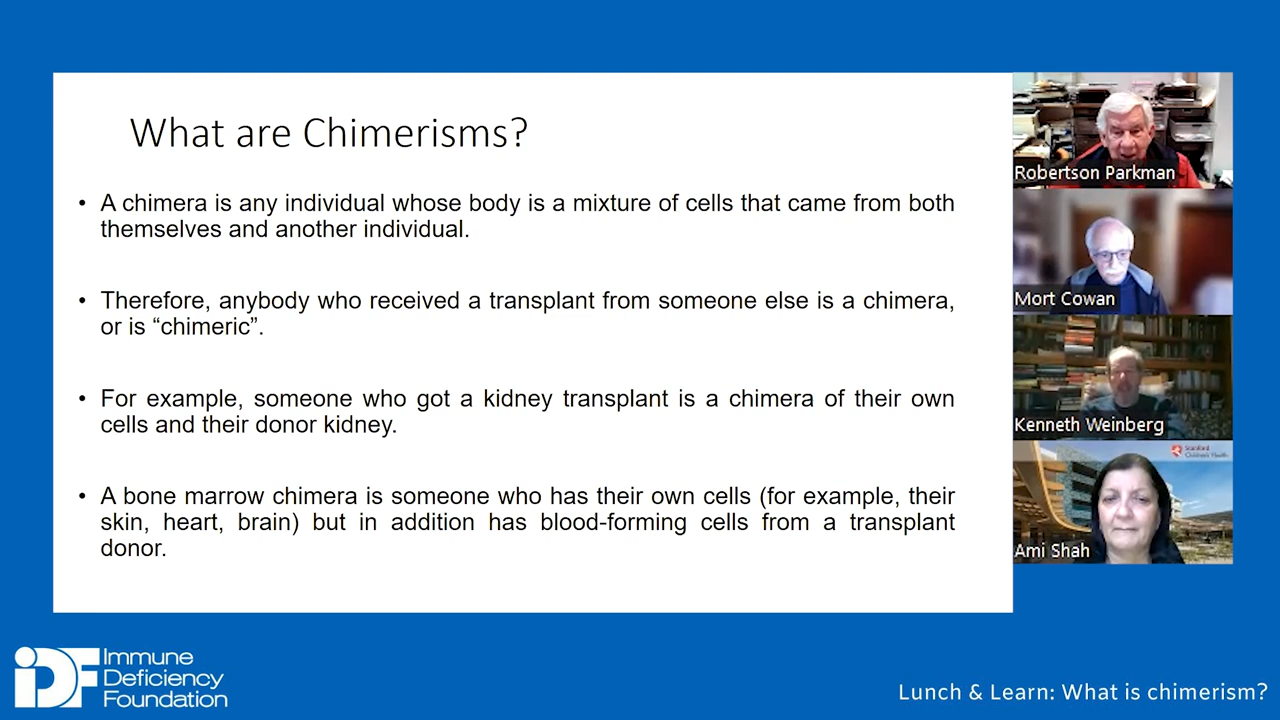 What are Chimerisms?
• A chimera is any individual whose body is a mixture of cells that came from both
themselves and another individual.
• Therefore, anybody who received a transplant from someone else is a chimera,
or is “chimeric”.
• For example, someone who got a kidney transplant is a chimera of their own
cells and their donor kidney.
• A bone marrow chimera is someone who has their own cells (for example, their
skin, heart, brain) but in addition has blood-forming cells from a transplant
donor.
Robertson Parkman
Mort Cowan
Kenneth Weinberg
Stanford
Children's Health
Ami Shah
iDF
Immune
Deficiency
Foundation
Lunch & Learn: What is chimerism?